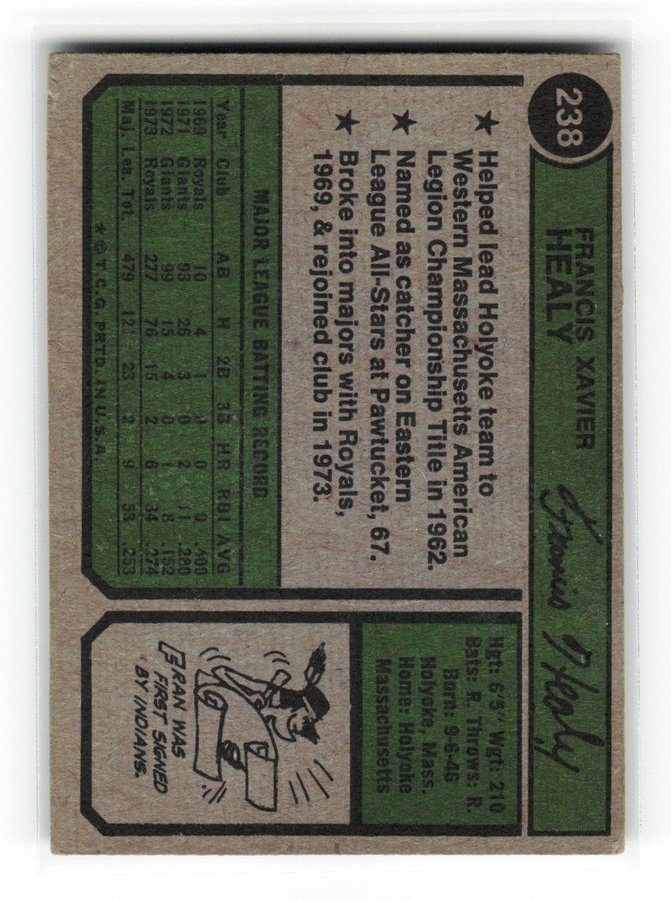 238
FRANCIS XAVIER
HEALY
Francis Healy
★ Helped lead Holyoke team to
Western Massachusetts American
Legion Championship Title in 1962.
★ Named as catcher on Eastern
League All-Stars at Pawtucket, 67.
★ Broke into majors with Royals,
1969, & rejoined club in 1973.
Hgt: 6'5" Wgt: 210
Bats: R. Throws: R.
Born: 9-6-46
Holyoke, Mass.
Home: Holyoke
Massachusetts
MAJOR LEAGUE BATTING RECORD
Year Club AB H 2B 3B HR RBI AVG
1969 Royals 10 4 1 0 0 0 .400
1971 Giants 93 26 3 0 2 11 .280
1972 Giants 99 15 4 0 1 8 .152
1973 Royals 277 76 15 2 6 34 .274
Maj. Lea. Tot. 479 121 23 2 9 53 .253
FRAN WAS
FIRST SIGNED
BY INDIANS.
* © T.C.G. PRTD. IN U.S.A